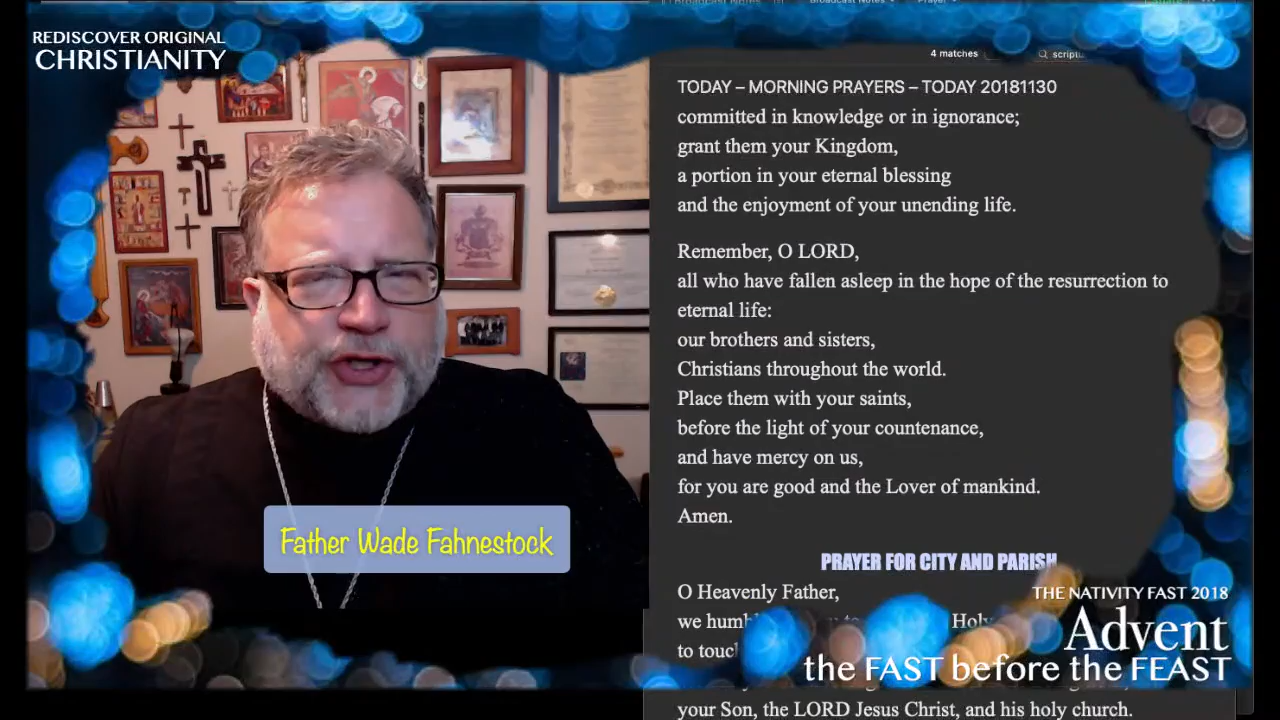 REDISCOVER ORIGINAL
CHRISTIANITY
4 matches
TODAY – MORNING PRAYERS – TODAY 20181130
committed in knowledge or in ignorance;
grant them your Kingdom,
a portion in your eternal blessing
and the enjoyment of your unending life.
Remember, O LORD,
all who have fallen asleep in the hope of the resurrection to
eternal life:
our brothers and sisters,
Christians throughout the world.
Place them with your saints,
before the light of your countenance,
and have mercy on us,
for you are good and the Lover of mankind.
Amen.
Father Wade Fahnestock
PRAYER FOR CITY AND PARISH
O Heavenly Father,
we Holy
to
your Son, the LORD Jesus Christ, and his holy church.
THE NATIVITY FAST 2018
Advent
the FAST before the FEAST